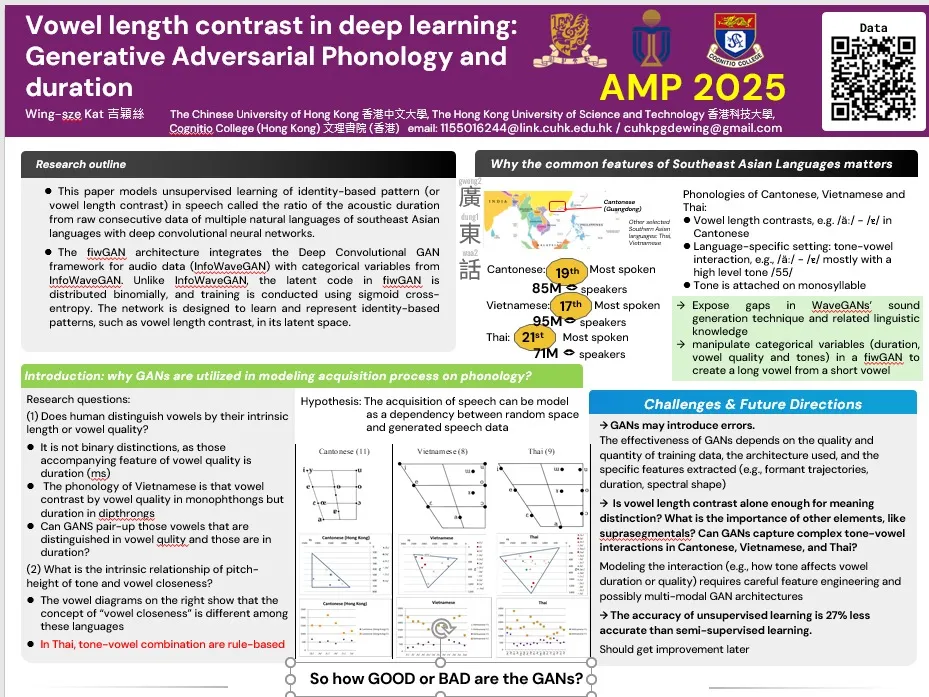 Vowel length contrast in deep learning:
Generative Adversarial Phonology and
duration
AMP 2025
Data
Wing-sze Kat 吉穎絲
The Chinese University of Hong Kong 香港中文大學, The Hong Kong University of Science and Technology 香港科技大學,
Cognitio College (Hong Kong) 文理書院 (香港) email: 1155016244@link.cuhk.edu.hk / cuhkpgdewing@gmail.com
COGNITIO COLLEGE
Research outline
● This paper models unsupervised learning of identity-based pattern (or
vowel length contrast) in speech called the ratio of the acoustic duration
from raw consecutive data of multiple natural languages of southeast Asian
languages with deep convolutional neural networks.
● The fiwGAN architecture integrates the Deep Convolutional GAN
framework for audio data (InfoWaveGAN) with categorical variables from
InfoWaveGAN. Unlike InfoWaveGAN, the latent code in fiwGAN is
distributed binomially, and training is conducted using sigmoid cross-
entropy. The network is designed to learn and represent identity-based
patterns, such as vowel length contrast, in its latent space.
Why the common features of Southeast Asian Languages matters
gwong2
廣
dung1
東
waa2
話
INDIA
Cantonese
(Guangdong)
Other selected
Southern Asian
languages: Thai,
Vietnamese
Cantonese: 19th Most spoken
85M speakers
Vietnamese: 17th Most spoken
95M speakers
Thai: 21st Most spoken
71M speakers
Phonologies of Cantonese, Vietnamese and
Thai:
● Vowel length contrasts, e.g. /ä:/ – /ɐ/ in
Cantonese
● Language-specific setting: tone-vowel
interaction, e.g., /ä:/ – /ɐ/ mostly with a
high level tone /55/
● Tone is attached on monosyllable
→ Expose gaps in WaveGANs’ sound
generation technique and related linguistic
knowledge
→ manipulate categorical variables (duration,
vowel quality and tones) in a fiwGAN to
create a long vowel from a short vowel
Introduction: why GANs are utilized in modeling acquisition process on phonology?
Research questions:
(1) Does human distinguish vowels by their intrinsic
length or vowel quality?
● It is not binary distinctions, as those
accompanying feature of vowel quality is
duration (ms)
● The phonology of Vietnamese is that vowel
contrast by vowel quality in monophthongs but
duration in dipthrongs
● Can GANS pair-up those vowels that are
distinguished in vowel qulity and those are in
duration?
(2) What is the intrinsic relationship of pitch-
height of tone and vowel closeness?
● The vowel diagrams on the right show that the
concept of “vowel closeness” is different among
these languages
● In Thai, tone-vowel combination are rule-based
Hypothesis: The acquisition of speech can be model
as a dependency between random space
and generated speech data
Cantonese (11)
Vietnamese (8)
Thai (9)
Cantonese (Hong Kong)
Vietnamese
Thai
Cantonese (Hong Kong)
Vietnamese
Thai
So how GOOD or BAD are the GANs?
Challenges & Future Directions
→ GANs may introduce errors.
The effectiveness of GANs depends on the quality and
quantity of training data, the architecture used, and the
specific features extracted (e.g., formant trajectories,
duration, spectral shape)
→ Is vowel length contrast alone enough for meaning
distinction? What is the importance of other elements, like
suprasegmentals? Can GANs capture complex tone-vowel
interactions in Cantonese, Vietnamese, and Thai?
Modeling the interaction (e.g., how tone affects vowel
duration or quality) requires careful feature engineering and
possibly multi-modal GAN architectures
→ The accuracy of unsupervised learning is 27% less
accurate than semi-supervised learning.
Should get improvement later